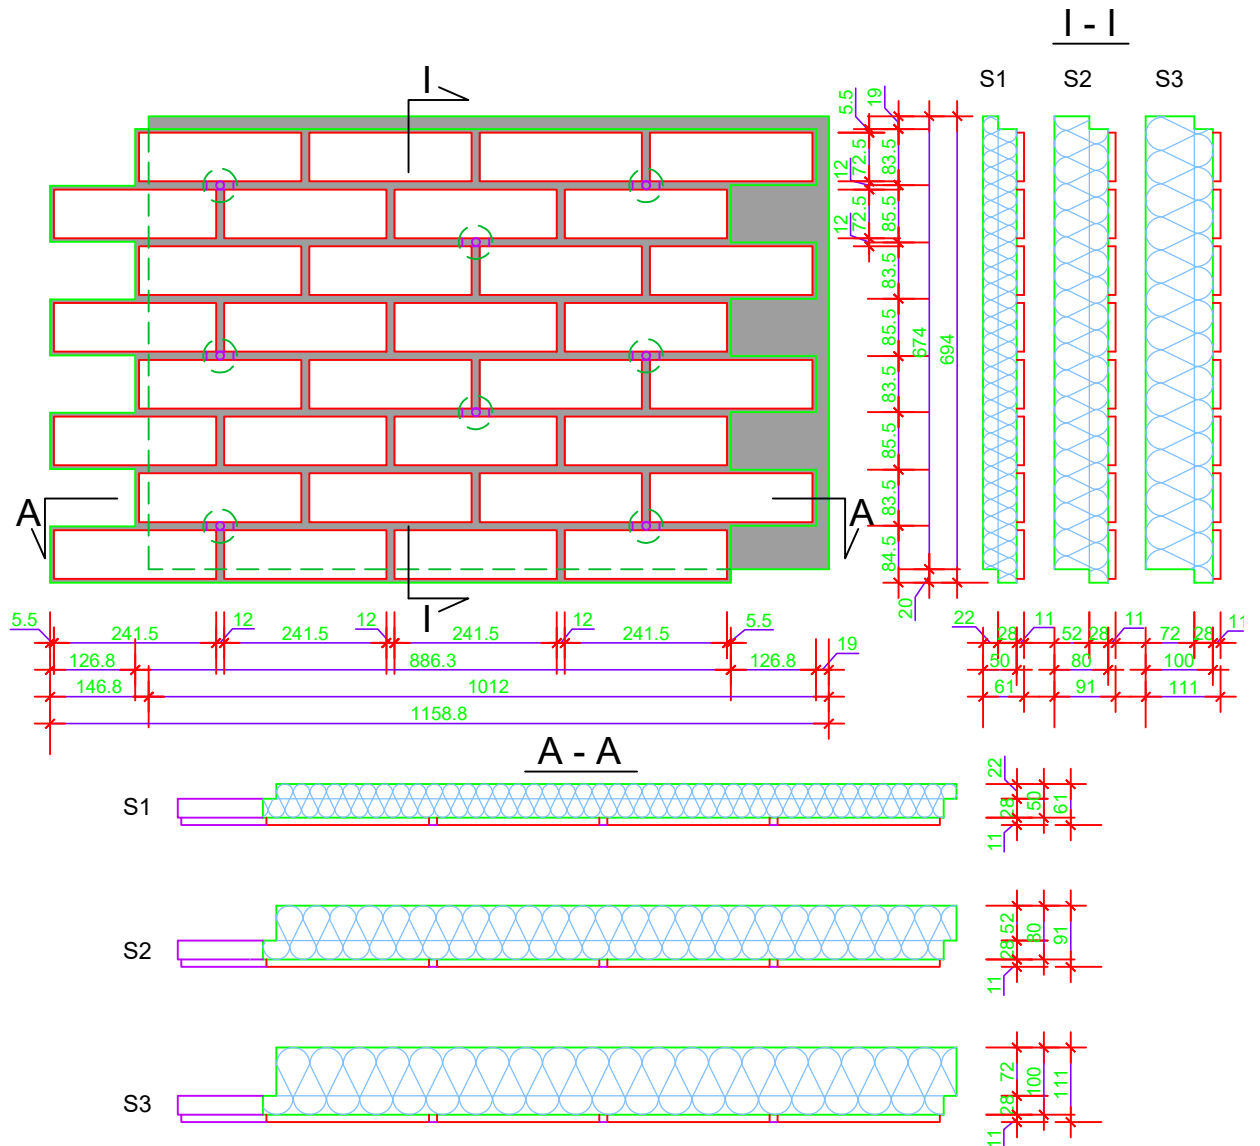 I - I
S1 S2 S3
I
5.5 19
12 72.5 83.5
12 72.5 85.5
83.5
85.5
674 694
83.5
85.5
83.5
84.5
20
A A
I
5.5 241.5 12 241.5 12 241.5 12 241.5 5.5
126.8 886.3 126.8 19
146.8 1012
1158.8
22 28 11 52 28 11 72 28 11
50 80 100
61 91 111
A - A
S1
22 28 11 50 61
S2
52 28 11 80 91
S3
72 28 11 100 111